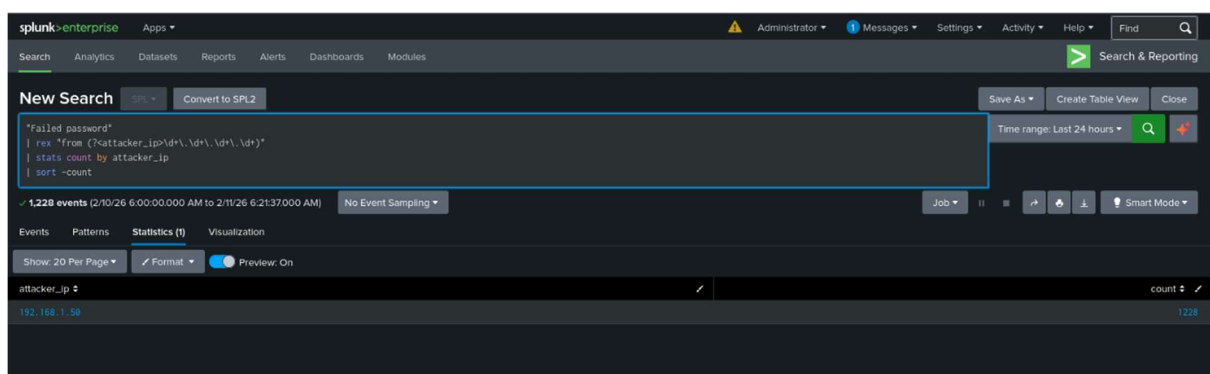 splunk>enterprise Apps Administrator 1 Messages Settings Activity Help Find
Search Analytics Datasets Reports Alerts Dashboards Modules Search & Reporting
New Search SPL Convert to SPL2 Save As Create Table View Close
"Failed password"
| rex "from (?<attacker_ip>\d+\.\d+\.\d+\.\d+)"
| stats count by attacker_ip
| sort -count
Time range: Last 24 hours
✓ 1,228 events (2/10/26 6:00:00.000 AM to 2/11/26 6:21:37.000 AM) No Event Sampling Job Smart Mode
Events Patterns Statistics (1) Visualization
Show: 20 Per Page Format Preview: On
attacker_ip count
192.168.1.50 1228